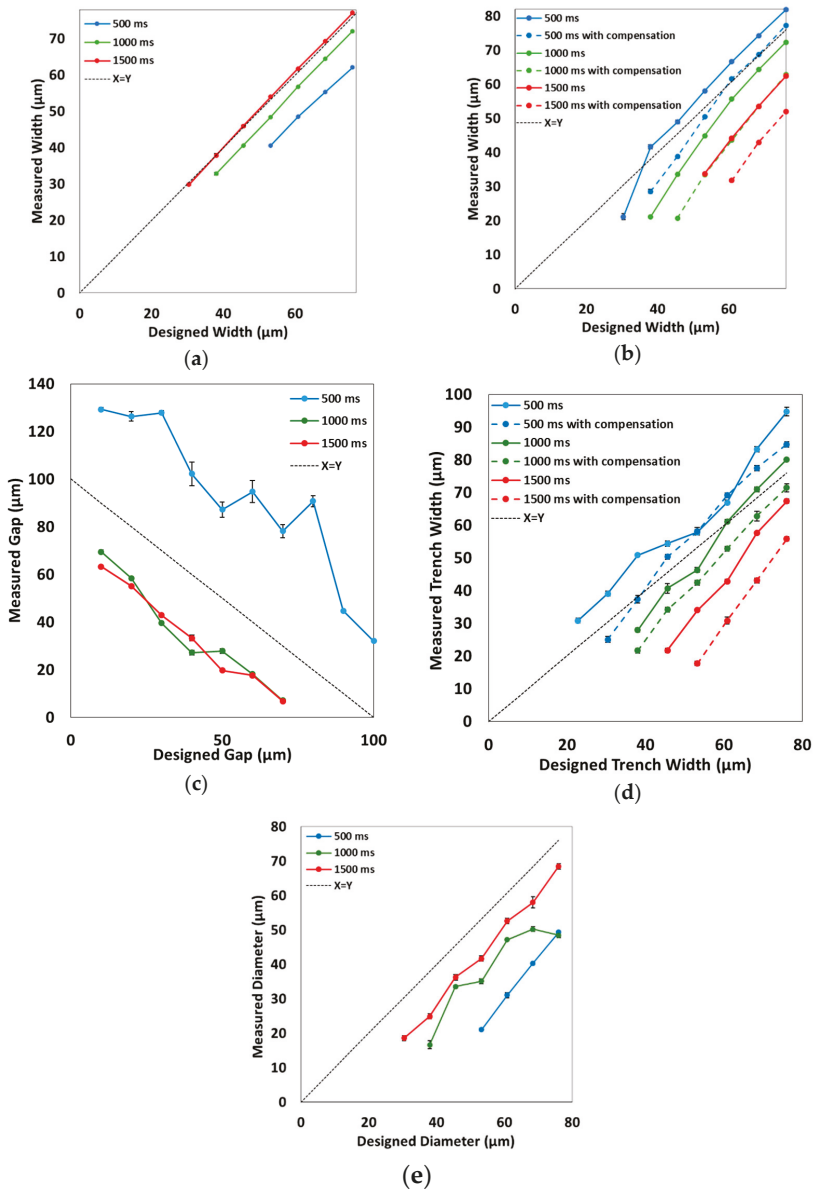 70
60
50
40
30
20
10
0
Measured Width (µm)
500 ms
1000 ms
1500 ms
X=Y
0 20 40 60
Designed Width (µm)
(a)
80
70
60
50
40
30
20
10
0
Measured Width (µm)
500 ms
500 ms with compensation
1000 ms
1000 ms with compensation
1500 ms
1500 ms with compensation
X=Y
0 20 40 60
Designed Width (µm)
(b)
140
120
100
80
60
40
20
0
Measured Gap (µm)
500 ms
1000 ms
1500 ms
X=Y
0 50 100
Designed Gap (µm)
(c)
100
90
80
70
60
50
40
30
20
10
0
Measured Trench Width (µm)
500 ms
500 ms with compensation
1000 ms
1000 ms with compensation
1500 ms
1500 ms with compensation
X=Y
0 20 40 60 80
Designed Trench Width (µm)
(d)
80
70
60
50
40
30
20
10
0
Measured Diameter (µm)
500 ms
1000 ms
1500 ms
X=Y
0 20 40 60 80
Designed Diameter (µm)
(e)